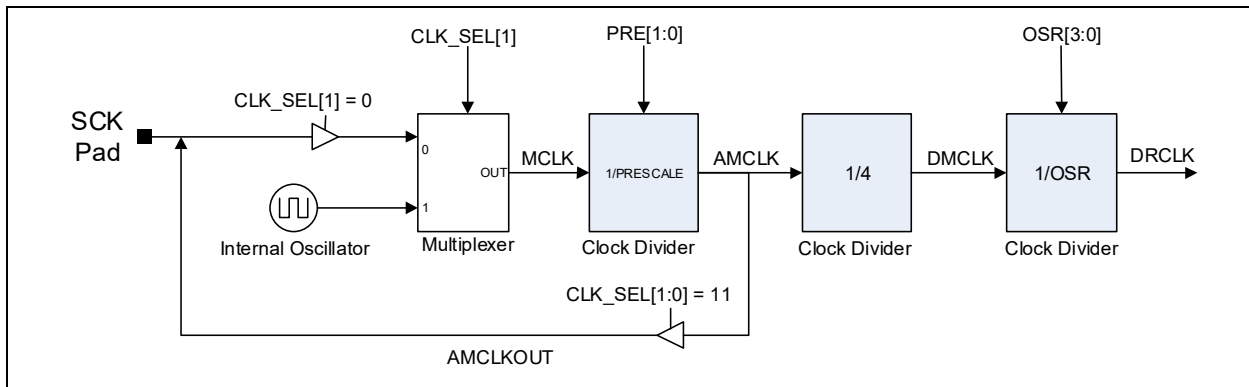 CLK_SEL[1]
PRE[1:0]
OSR[3:0]
CLK_SEL[1] = 0
SCK
Pad
0
OUT
MCLK
1/PRESCALE
AMCLK
1/4
DMCLK
1/OSR
DRCLK
1
Internal Oscillator
Multiplexer
Clock Divider
Clock Divider
Clock Divider
CLK_SEL[1:0] = 11
AMCLKOUT